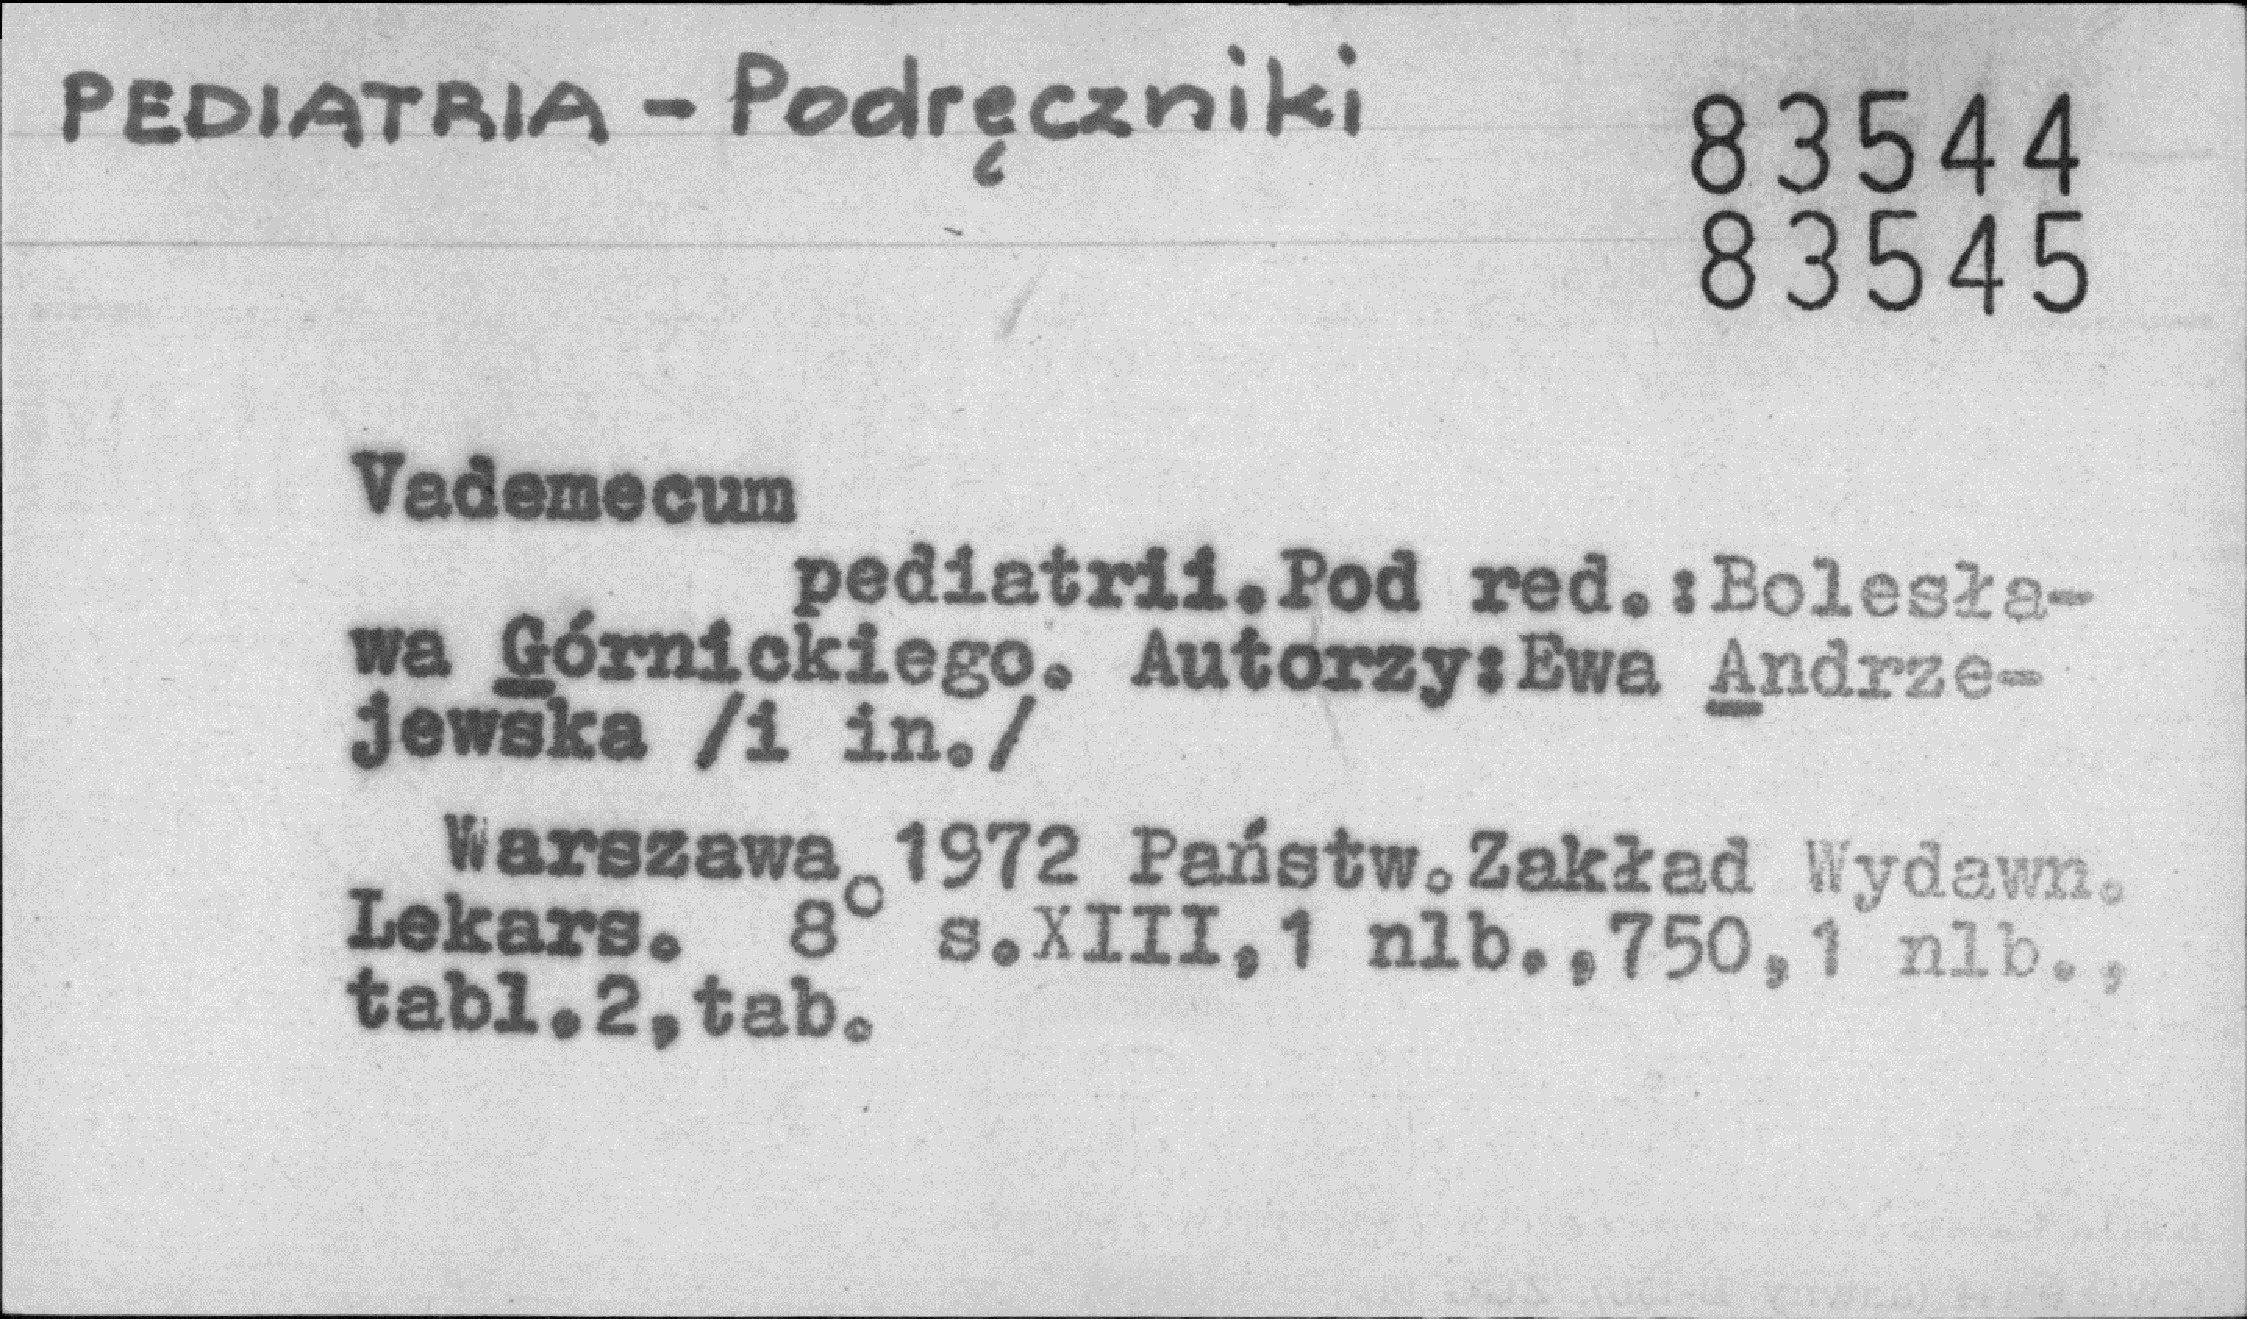 PEDIATRIA - Podręczniki
83544
83545
Vademecum
pediatrii.Pod red.:Bolesła-
wa Górnickiego. Autorzy:Ewa Andrze-
jewska /i in./
Warszawa 1972 Państw.Zakład Wydawn.
Lekars. 8° s.XIII,1 nlb.,750,1 nlb.,
tabl.2,tab.